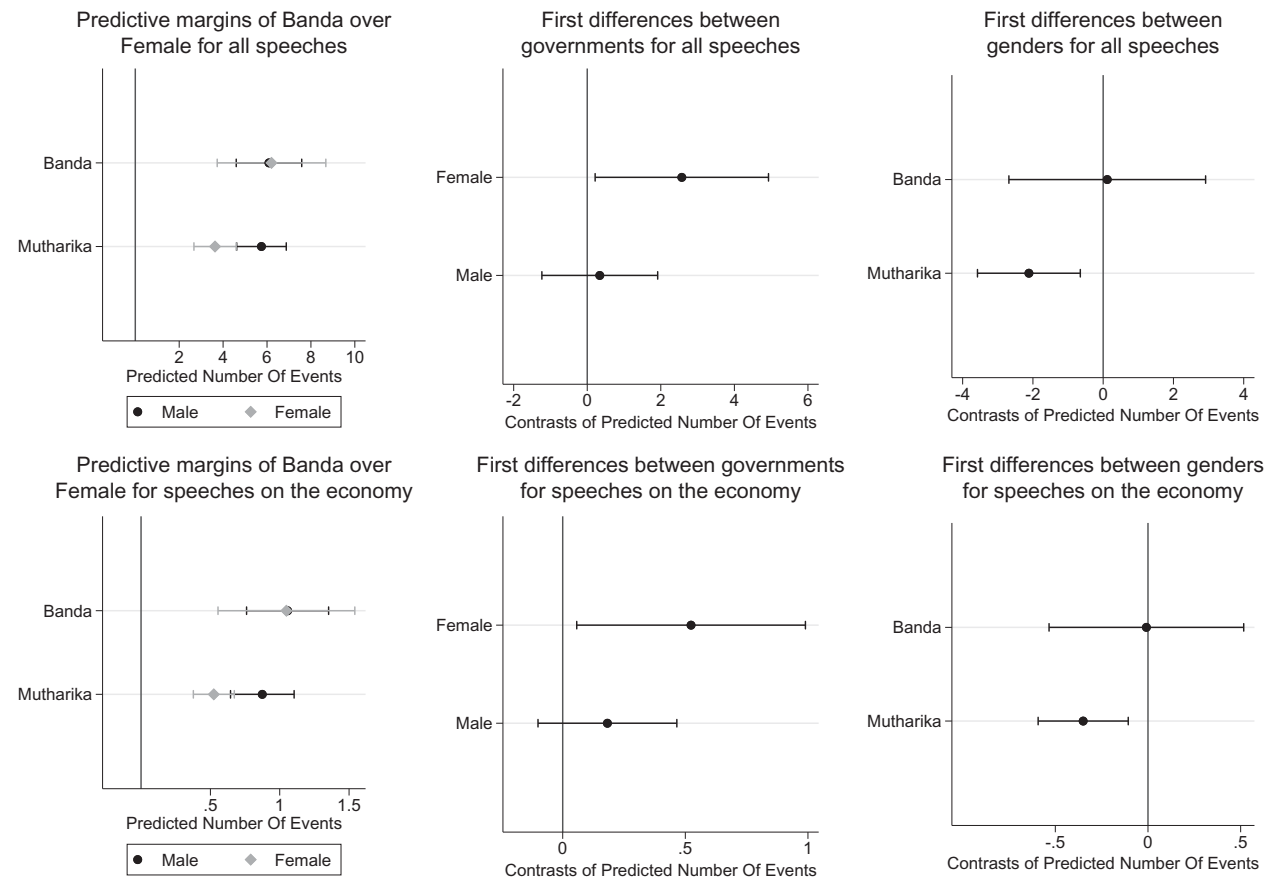 Predictive margins of Banda over
Female for all speeches
Banda
Mutharika
2 4 6 8 10
Predicted Number Of Events
Male Female
First differences between
governments for all speeches
Female
Male
-2 0 2 4 6
Contrasts of Predicted Number Of Events
First differences between
genders for all speeches
Banda
Mutharika
-4 -2 0 2 4
Contrasts of Predicted Number Of Events
Predictive margins of Banda over
Female for speeches on the economy
Banda
Mutharika
.5 1 1.5
Predicted Number Of Events
Male Female
First differences between governments
for speeches on the economy
Female
Male
0 .5 1
Contrasts of Predicted Number Of Events
First differences between genders
for speeches on the economy
Banda
Mutharika
-.5 0 .5
Contrasts of Predicted Number Of Events